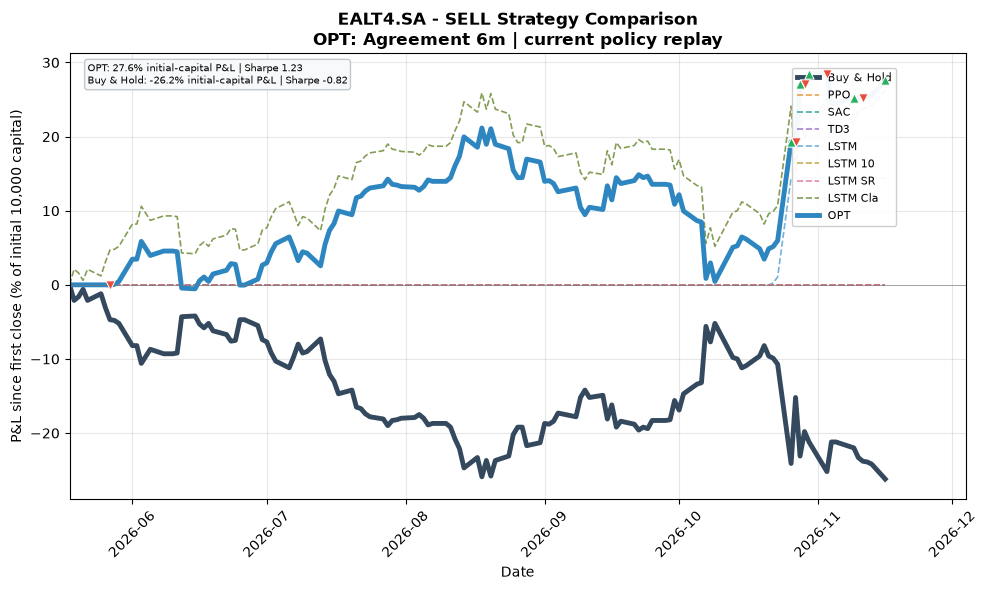 EALT4.SA - SELL Strategy Comparison
OPT: Agreement 6m | current policy replay
OPT: 27.6% initial-capital P&L | Sharpe 1.23
Buy & Hold: -26.2% initial-capital P&L | Sharpe -0.82
Buy & Hold
PPO
SAC
TD3
LSTM
LSTM 10
LSTM SR
LSTM Cla
OPT
P&L since first close (% of initial 10,000 capital)
30
20
10
0
−10
−20
2026-06
2026-07
2026-08
2026-09
2026-10
2026-11
2026-12
Date